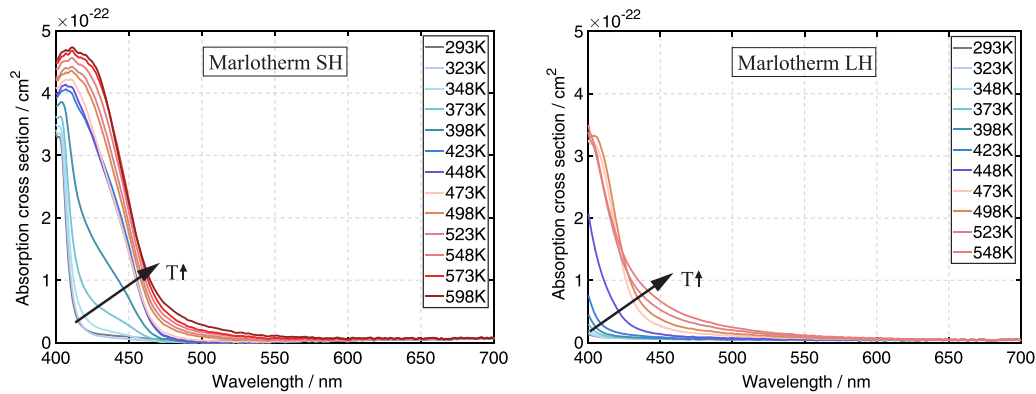 ×10⁻²²
5
4
3
2
1
0
Absorption cross section / cm²
Marlotherm SH
293K
323K
348K
373K
398K
423K
448K
473K
498K
523K
548K
573K
598K
T↑
400 450 500 550 600 650 700
Wavelength / nm
×10⁻²²
5
4
3
2
1
0
Absorption cross section / cm²
Marlotherm LH
293K
323K
348K
373K
398K
423K
448K
473K
498K
523K
548K
T↑
400 450 500 550 600 650 700
Wavelength / nm